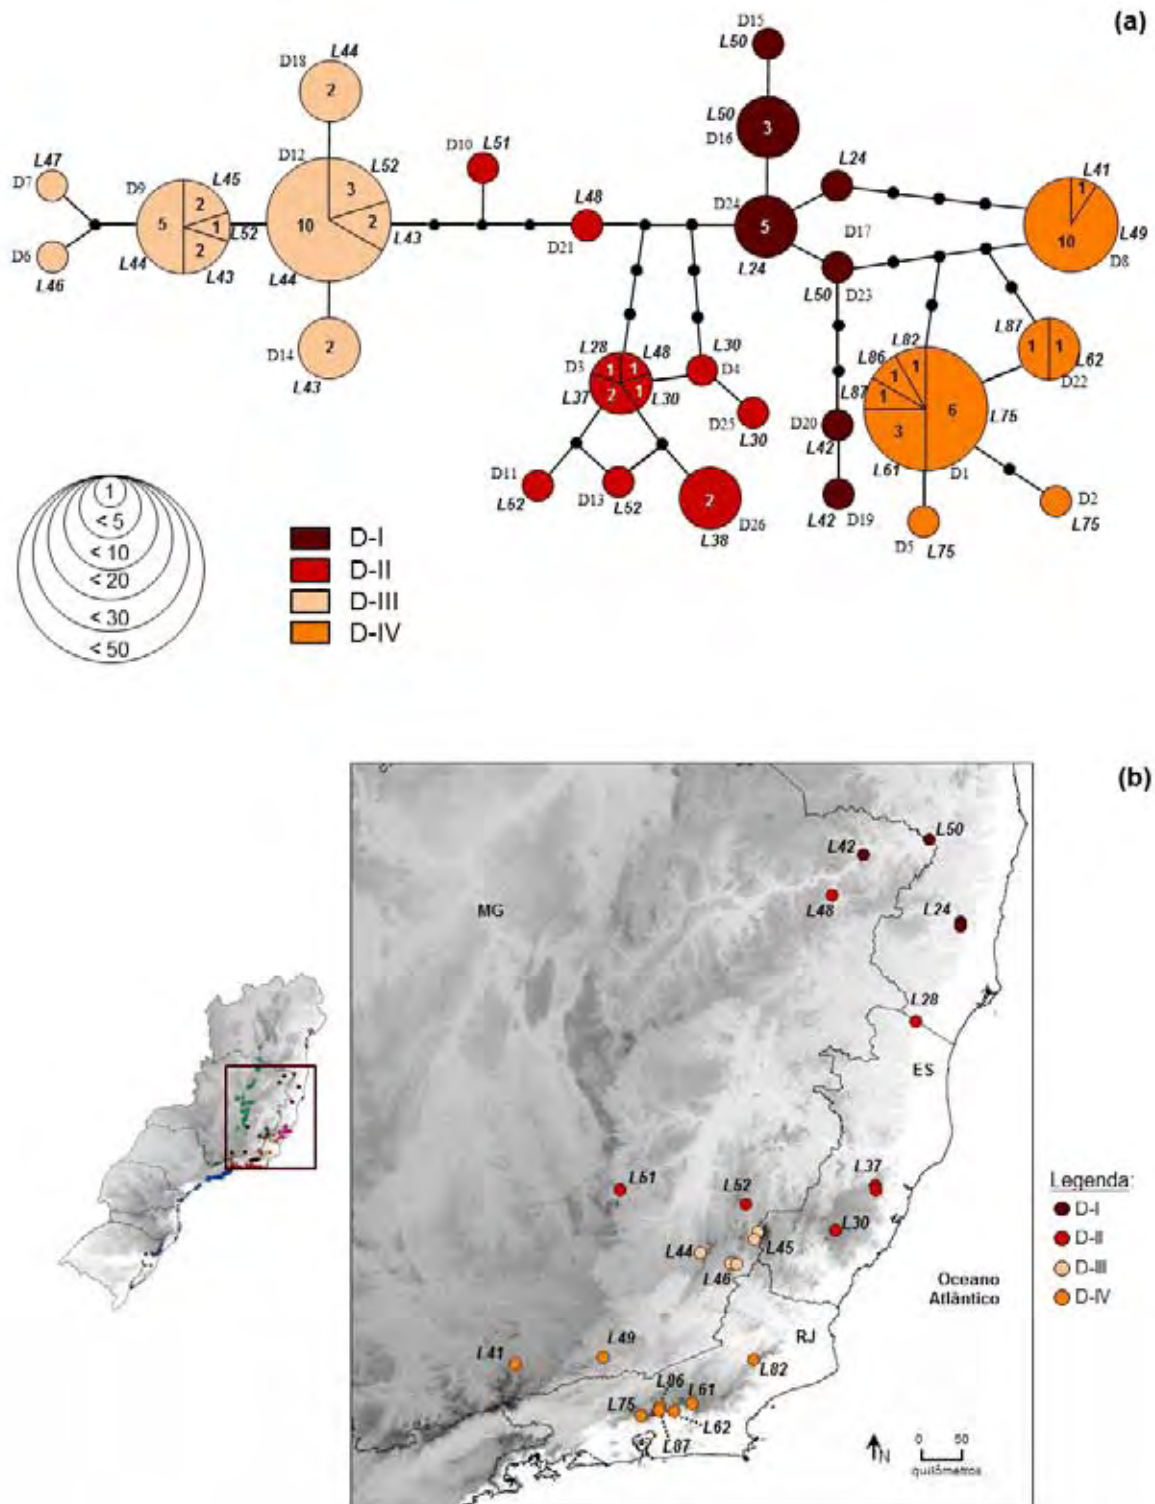 (a)
D15
L50
L50
3
D16
D24
5
L24
L24
D17
L50
D23
D20
L42
L42
D19
L41
1
10
L49
D8
L87
1
1
L62
D22
L82
L86
L87
1
1
1
6
3
L75
L61
D1
D5
L75
D2
L75
D18
L44
2
D12
L52
3
10
2
L43
L44
D14
2
L43
L47
D7
D6
L46
D9
L45
5
2
1
2
L52
L44
L43
D10
L51
L48
D21
L28
L48
D3
1
1
L37
2
1
L30
L30
D4
D25
L30
D11
L52
D13
L52
2
D26
L38
1
< 5
< 10
< 20
< 30
< 50
D-I
D-II
D-III
D-IV
(b)
L50
L42
L48
L24
MG
L28
ES
L37
L51
L52
L30
L44
L45
L46
Legenda:
D-I
D-II
D-III
D-IV
Oceano
Atlântico
RJ
L49
L41
L82
L86
L61
L75
L62
L87
N
0 50
quilômetros